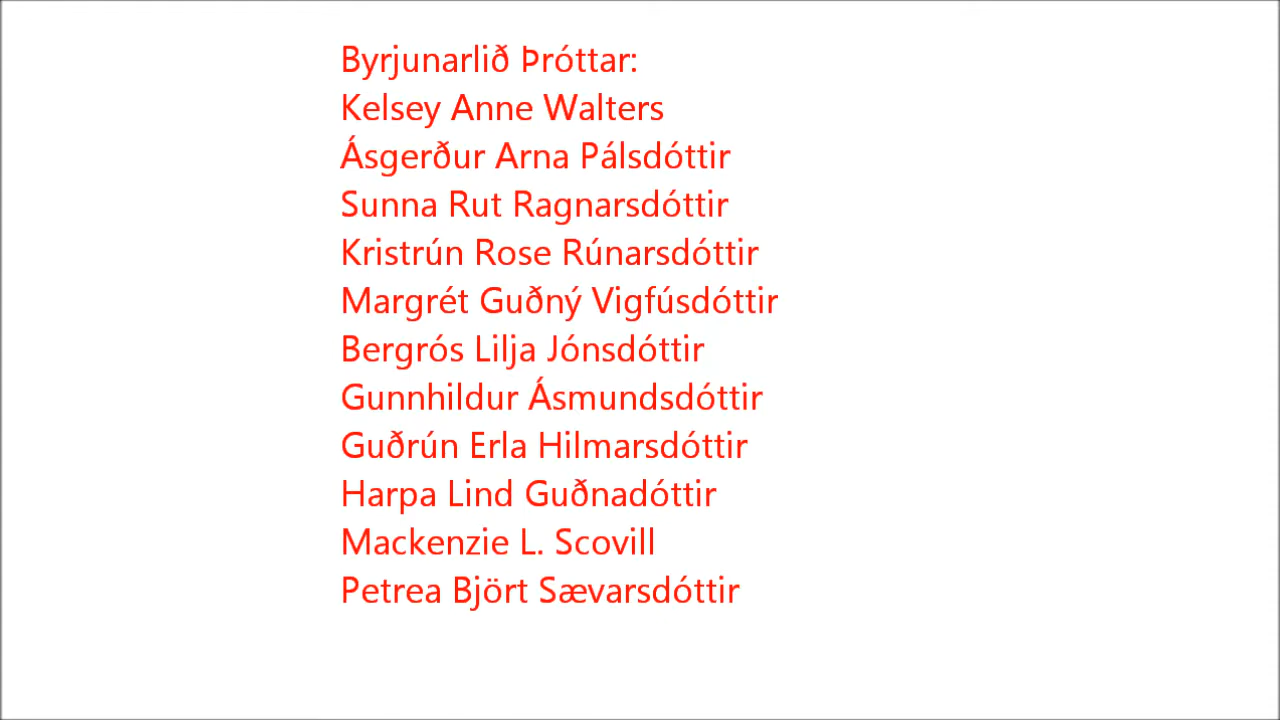 Byrjunarlið Þróttar:
Kelsey Anne Walters
Ásgerður Arna Pálsdóttir
Sunna Rut Ragnarsdóttir
Kristrún Rose Rúnarsdóttir
Margrét Guðný Vigfúsdóttir
Bergrós Lilja Jónsdóttir
Gunnhildur Ásmundsdóttir
Guðrún Erla Hilmarsdóttir
Harpa Lind Guðnadóttir
Mackenzie L. Scovill
Petrea Björt Sævarsdóttir